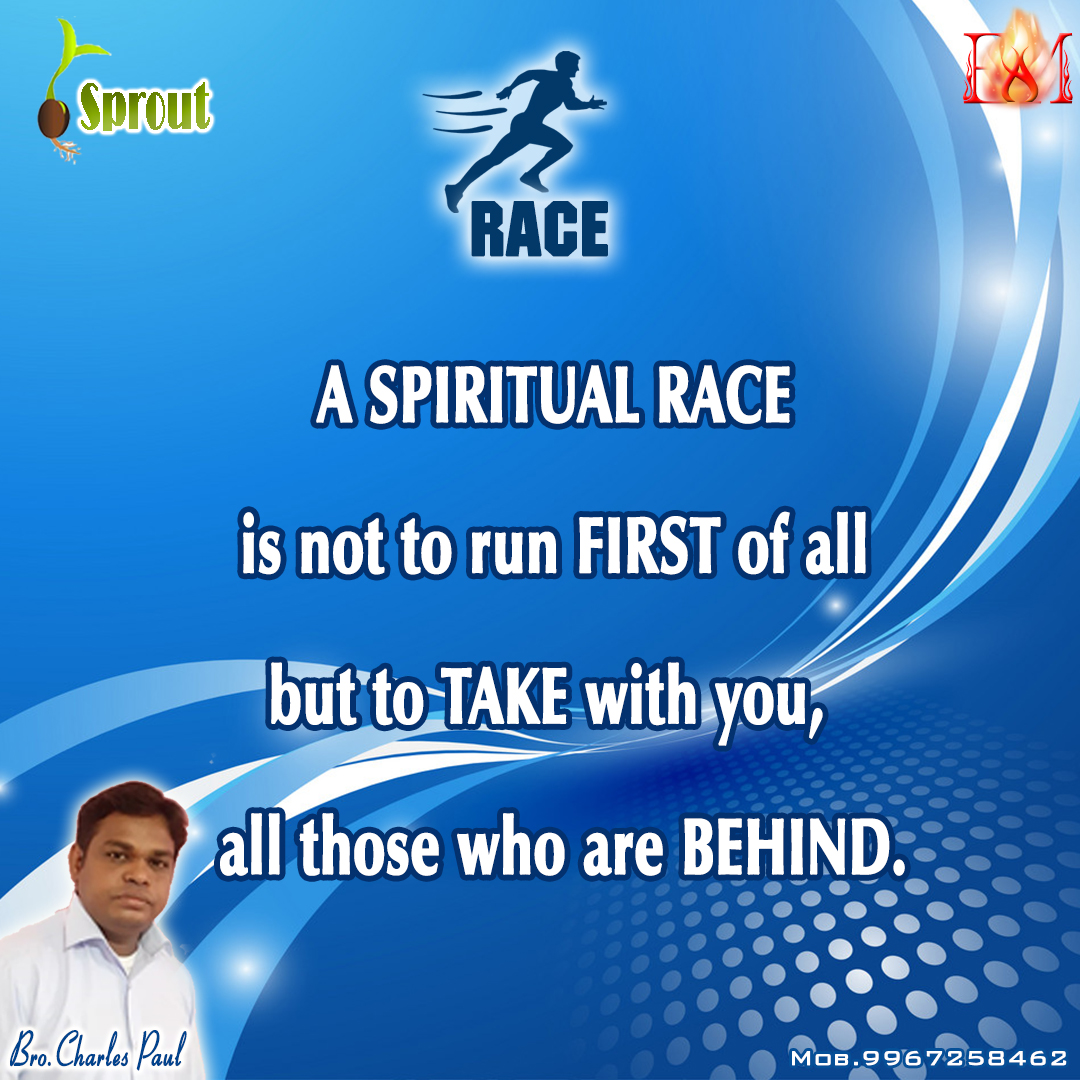 Sprout
RACE
A SPIRITUAL RACE
is not to run FIRST of all
but to TAKE with you,
all those who are BEHIND.
Bro. Charles Paul
Mob.9967258462